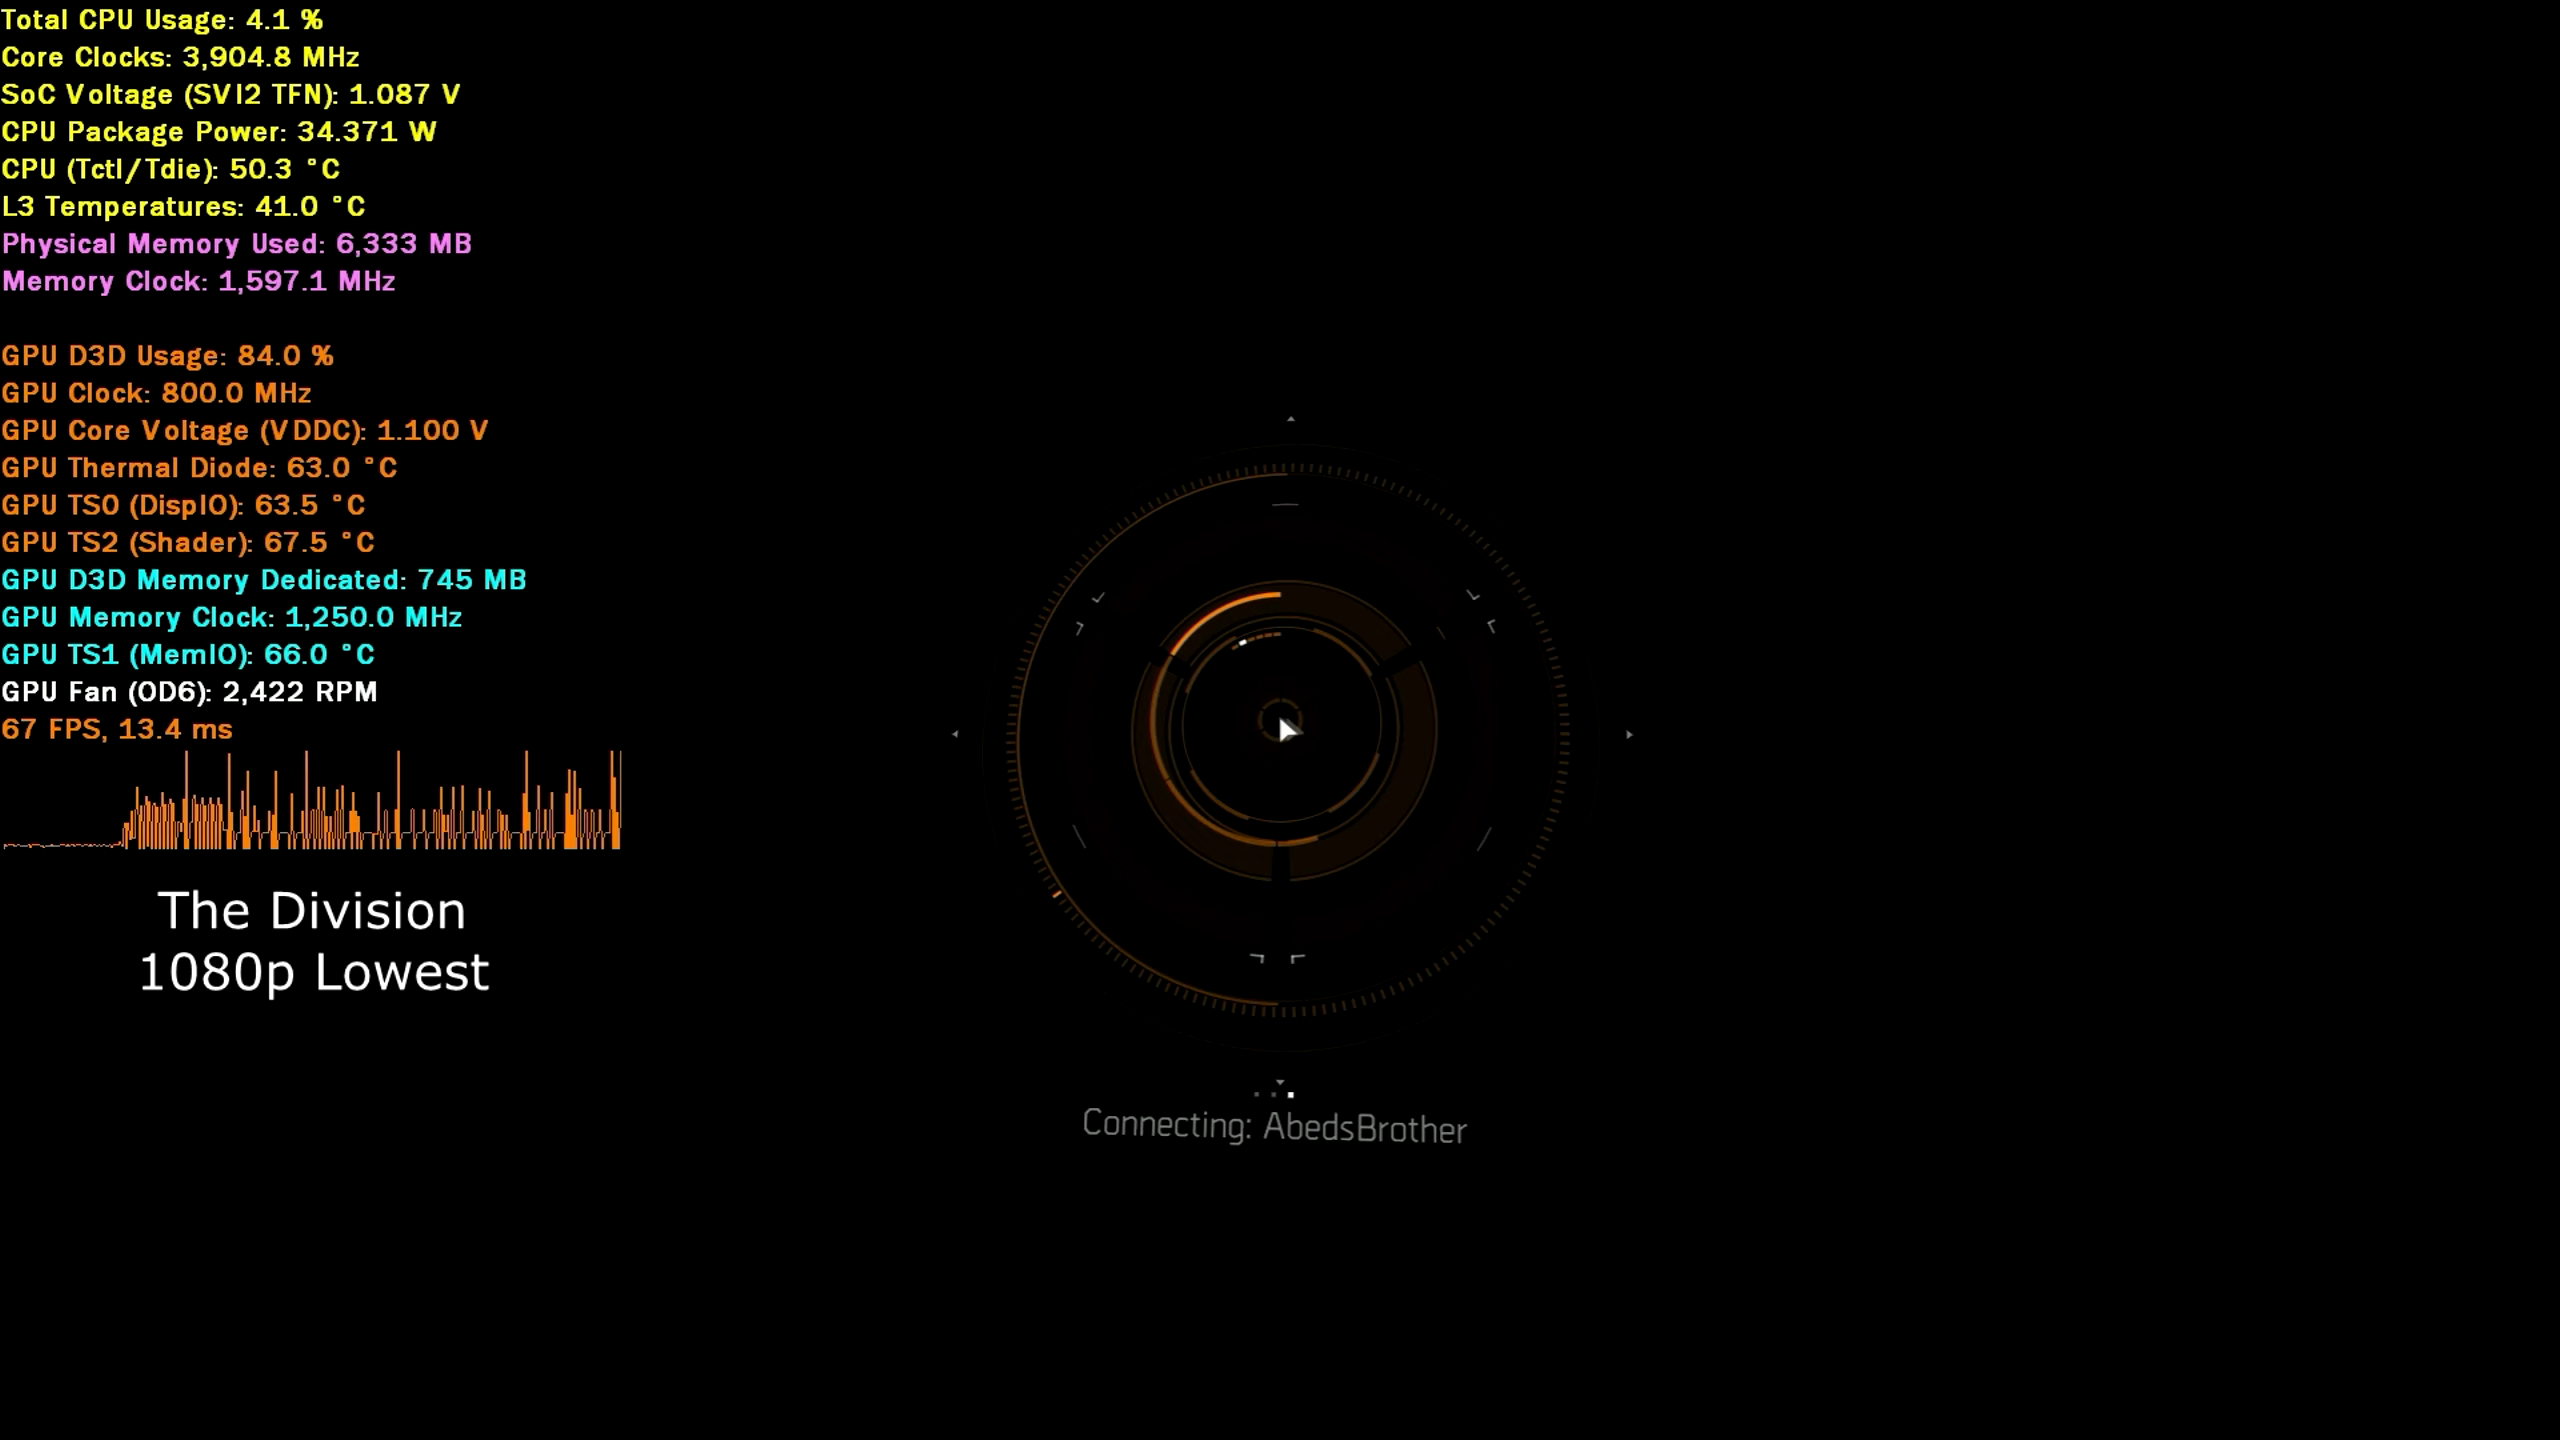 Total CPU Usage: 4.1 %
Core Clocks: 3,904.8 MHz
SoC Voltage (SVI2 TFN): 1.087 V
CPU Package Power: 34.371 W
CPU (Tctl/Tdie): 50.3 °C
L3 Temperatures: 41.0 °C
Physical Memory Used: 6,333 MB
Memory Clock: 1,597.1 MHz
GPU D3D Usage: 84.0 %
GPU Clock: 800.0 MHz
GPU Core Voltage (VDDC): 1.100 V
GPU Thermal Diode: 63.0 °C
GPU TS0 (DispIO): 63.5 °C
GPU TS2 (Shader): 67.5 °C
GPU D3D Memory Dedicated: 745 MB
GPU Memory Clock: 1,250.0 MHz
GPU TS1 (MemIO): 66.0 °C
GPU Fan (OD6): 2,422 RPM
67 FPS, 13.4 ms
The Division
1080p Lowest
Connecting: AbedsBrother